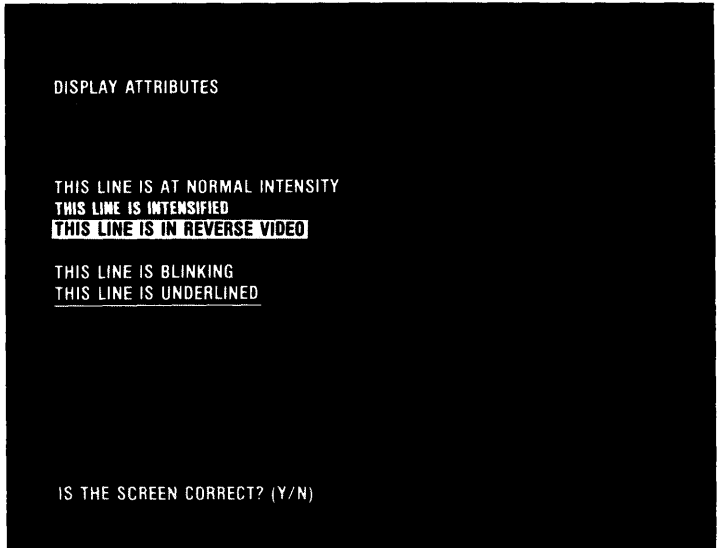 DISPLAY ATTRIBUTES
THIS LINE IS AT NORMAL INTENSITY
THIS LINE IS INTENSIFIED
THIS LINE IS IN REVERSE VIDEO
THIS LINE IS BLINKING
THIS LINE IS UNDERLINED
IS THE SCREEN CORRECT? (Y/N)